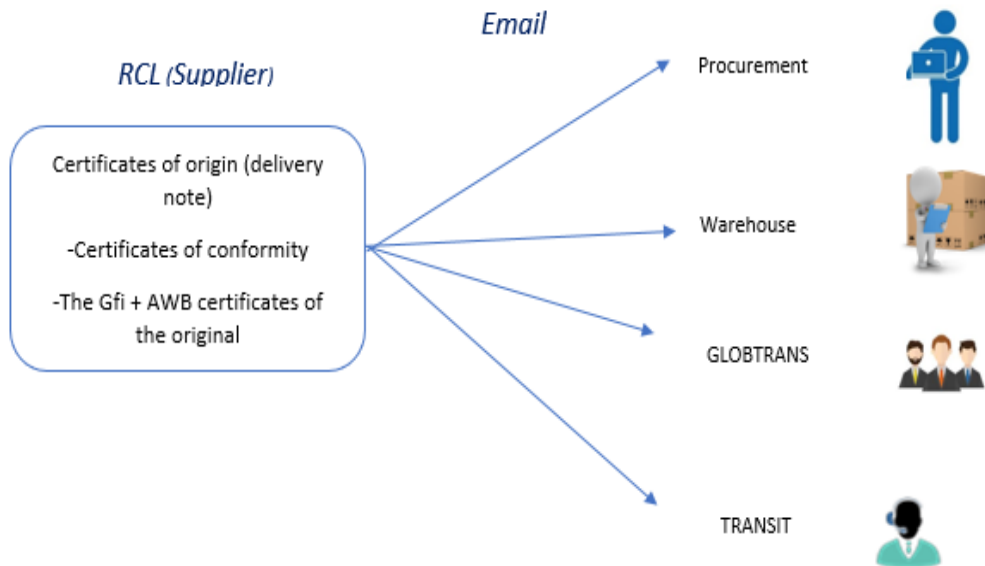 Email
RCL (Supplier)
Certificates of origin (delivery
note)
-Certificates of conformity
-The Gfi + AWB certificates of
the original
Procurement
Warehouse
GLOBTRANS
TRANSIT